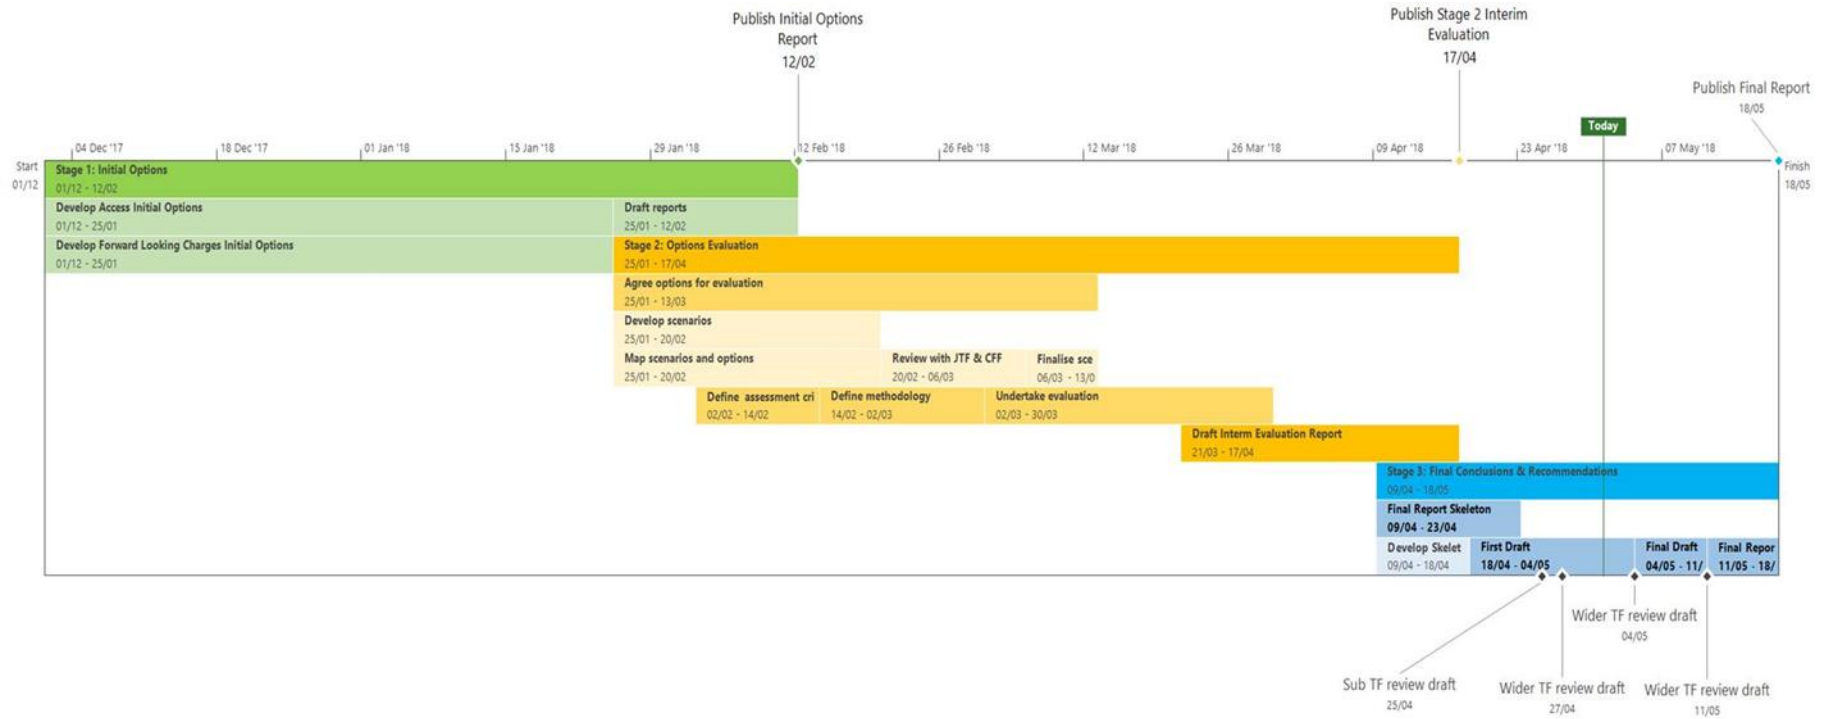 Publish Initial Options
Report
12/02
Publish Stage 2 Interim
Evaluation
17/04
Publish Final Report
18/05
Today
04 Dec '17
18 Dec '17
01 Jan '18
15 Jan '18
29 Jan '18
12 Feb '18
26 Feb '18
12 Mar '18
26 Mar '18
09 Apr '18
23 Apr '18
07 May '18
Start
01/12
Finish
18/05
Stage 1: Initial Options
01/12 - 12/02
Develop Access Initial Options
01/12 - 25/01
Draft reports
25/01 - 12/02
Develop Forward Looking Charges Initial Options
01/12 - 25/01
Stage 2: Options Evaluation
25/01 - 17/04
Agree options for evaluation
25/01 - 13/03
Develop scenarios
25/01 - 20/02
Map scenarios and options
25/01 - 20/02
Review with JTF & CFF
20/02 - 06/03
Finalise sce
06/03 - 13/0
Define assessment cri
02/02 - 14/02
Define methodology
14/02 - 02/03
Undertake evaluation
02/03 - 30/03
Draft Interm Evaluation Report
21/03 - 17/04
Stage 3: Final Conclusions & Recommendations
09/04 - 18/05
Final Report Skeleton
09/04 - 23/04
Develop Skelet
09/04 - 18/04
First Draft
18/04 - 04/05
Final Draft
04/05 - 11/
Final Repor
11/05 - 18/
Wider TF review draft
04/05
Sub TF review draft
25/04
Wider TF review draft
27/04
Wider TF review draft
11/05